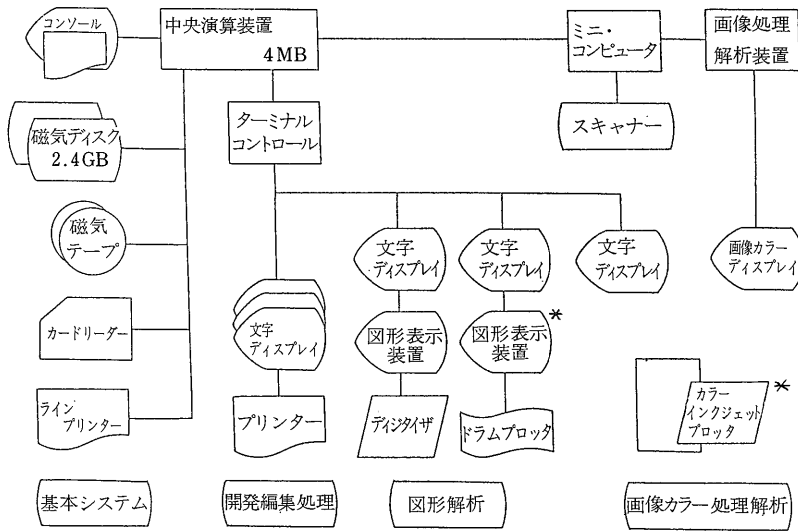 コンソール
中央演算装置
4MB
ミニ・
コンピュータ
画像処理
解析装置
磁気ディスク
2.4GB
ターミナル
コントロール
スキャナー
磁気
テープ
文字
ディスプレイ
文字
ディスプレイ
文字
ディスプレイ
画像カラー
ディスプレイ
カードリーダー
文字
ディスプレイ
図形表示
装置
図形表示
装置
*
ライン
プリンター
プリンター
ディジタイザ
ドラムプロッタ
カラー
インクジェット
プロッタ
*
基本システム
開発編集処理
図形解析
画像カラー処理解析